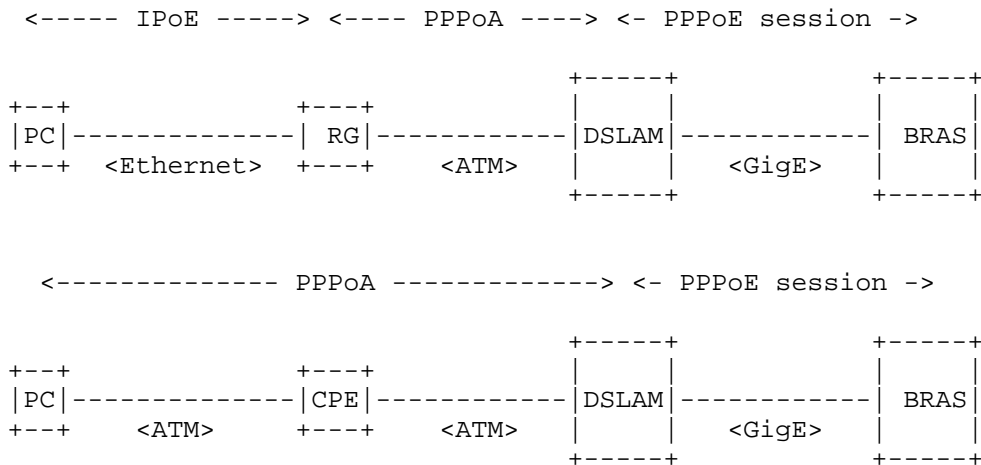 <----- IPoE -----> <---- PPPoA ----> <- PPPoE session ->
+-----+ +-----+
+--+ +---+ | | | |
|PC|--------------| RG|------------|DSLAM|------------| BRAS|
+--+ <Ethernet> +---+ <ATM> | | <GigE> | |
+-----+ +-----+
<-------------- PPPoA -------------> <- PPPoE session ->
+-----+ +-----+
+--+ +---+ | | | |
|PC|--------------|CPE|------------|DSLAM|------------| BRAS|
+--+ <ATM> +---+ <ATM> | | <GigE> | |
+-----+ +-----+